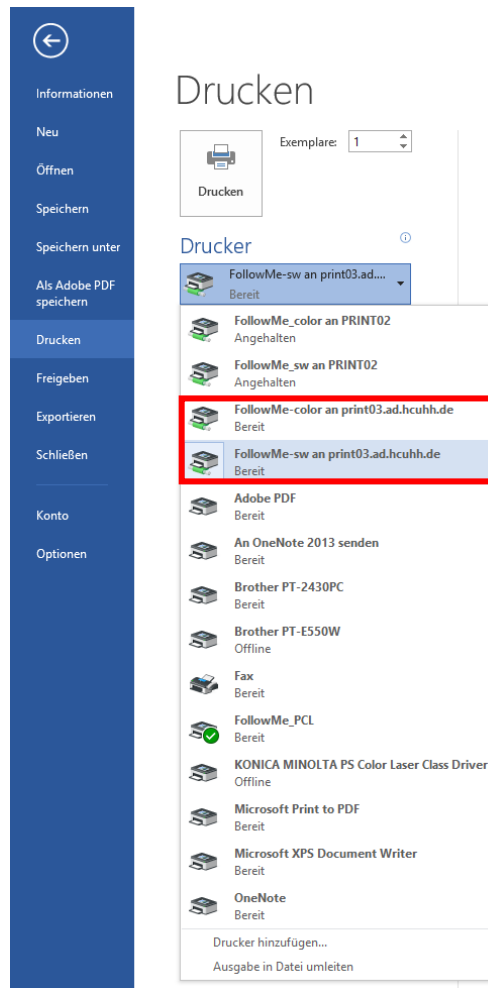 Informationen
Neu
Öffnen
Speichern
Speichern unter
Als Adobe PDF
speichern
Drucken
Freigeben
Exportieren
Schließen
Konto
Optionen
Drucken
Exemplare: 1
Drucken
Drucker
FollowMe-sw an print03.ad....
Bereit
FollowMe_color an PRINT02
Angehalten
FollowMe_sw an PRINT02
Angehalten
FollowMe-color an print03.ad.hcuhh.de
Bereit
FollowMe-sw an print03.ad.hcuhh.de
Bereit
Adobe PDF
Bereit
An OneNote 2013 senden
Bereit
Brother PT-2430PC
Bereit
Brother PT-E550W
Offline
Fax
Bereit
FollowMe_PCL
Bereit
KONICA MINOLTA PS Color Laser Class Driver
Offline
Microsoft Print to PDF
Bereit
Microsoft XPS Document Writer
Bereit
OneNote
Bereit
Drucker hinzufügen...
Ausgabe in Datei umleiten